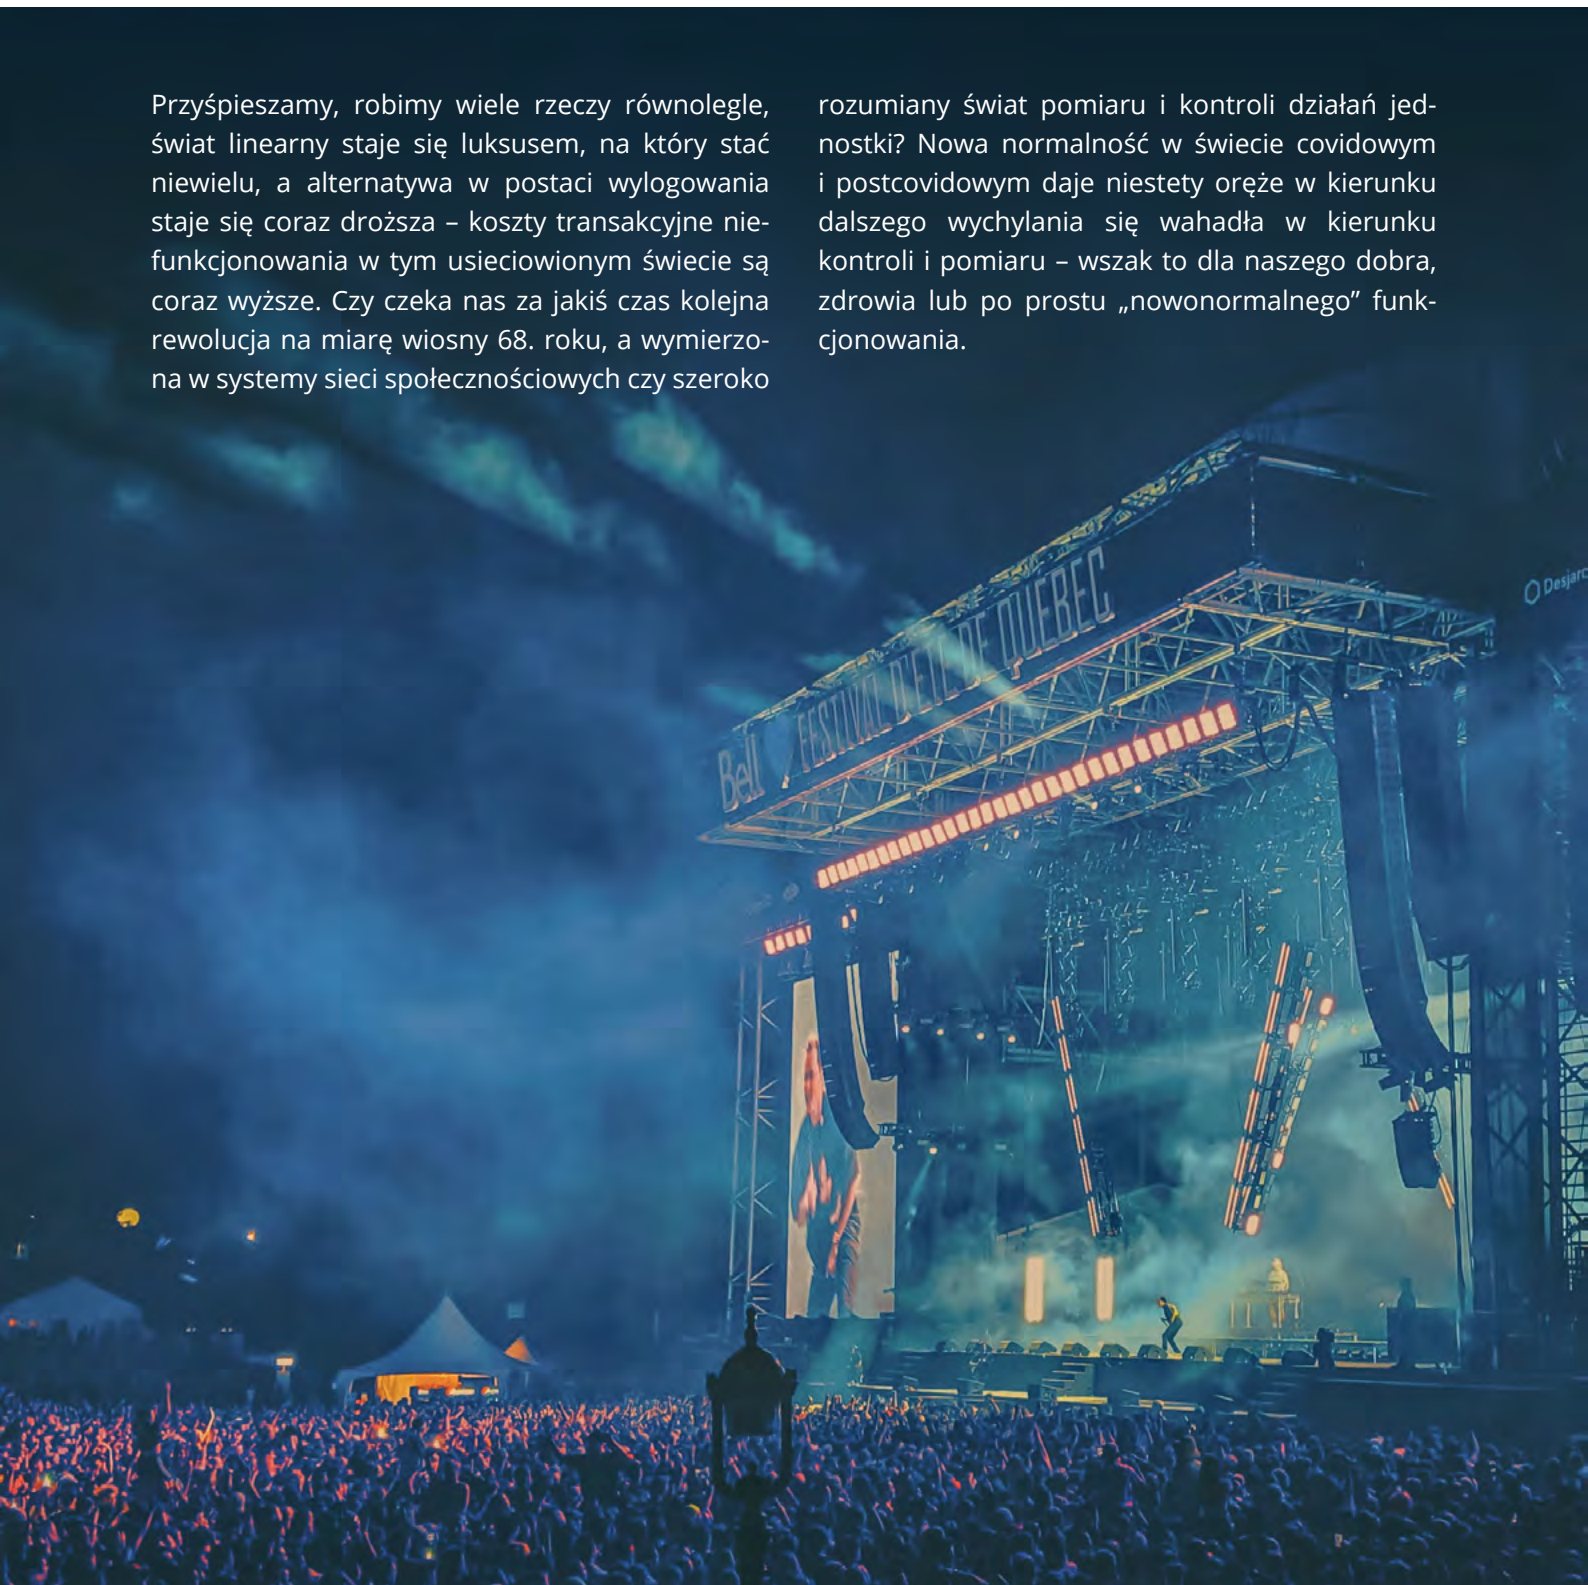 Przyśpieszamy, robimy wiele rzeczy równolegle,
świat linearny staje się luksusem, na który stać
niewielu, a alternatywa w postaci wylogowania
staje się coraz droższa – koszty transakcyjne nie-
funkcjonowania w tym usieciowionym świecie są
coraz wyższe. Czy czeka nas za jakiś czas kolejna
rewolucja na miarę wiosny 68. roku, a wymierzo-
na w systemy sieci społecznościowych czy szeroko
rozumiany świat pomiaru i kontroli działań jed-
nostki? Nowa normalność w świecie covidowym
i postcovidowym daje niestety oręże w kierunku
dalszego wychylania się wahadła w kierunku
kontroli i pomiaru – wszak to dla naszego dobra,
zdrowia lub po prostu „nowonormalnego” funk-
cjonowania.
Bell FESTIVAL D'ÉTÉ DE QUÉBEC